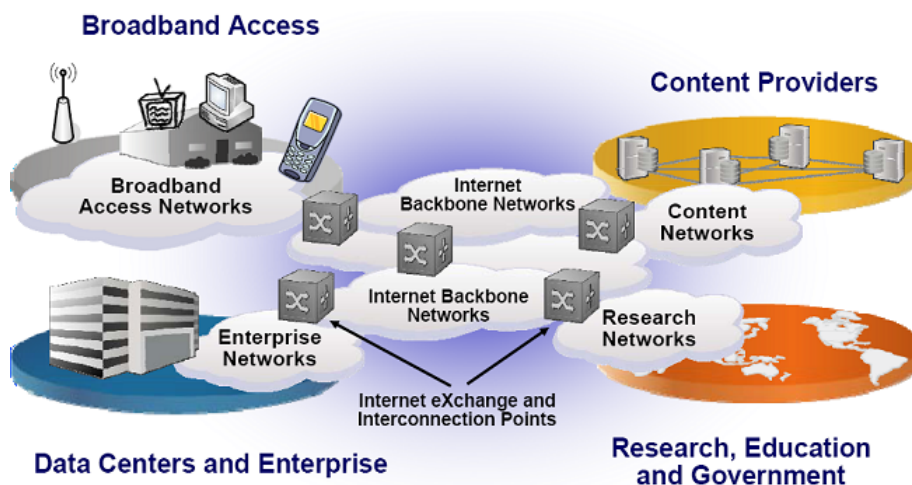 Broadband Access
Content Providers
Broadband
Access Networks
Internet
Backbone Networks
Content
Networks
Internet Backbone
Networks
Enterprise
Networks
Research
Networks
Internet eXchange and
Interconnection Points
Data Centers and Enterprise
Research, Education
and Government